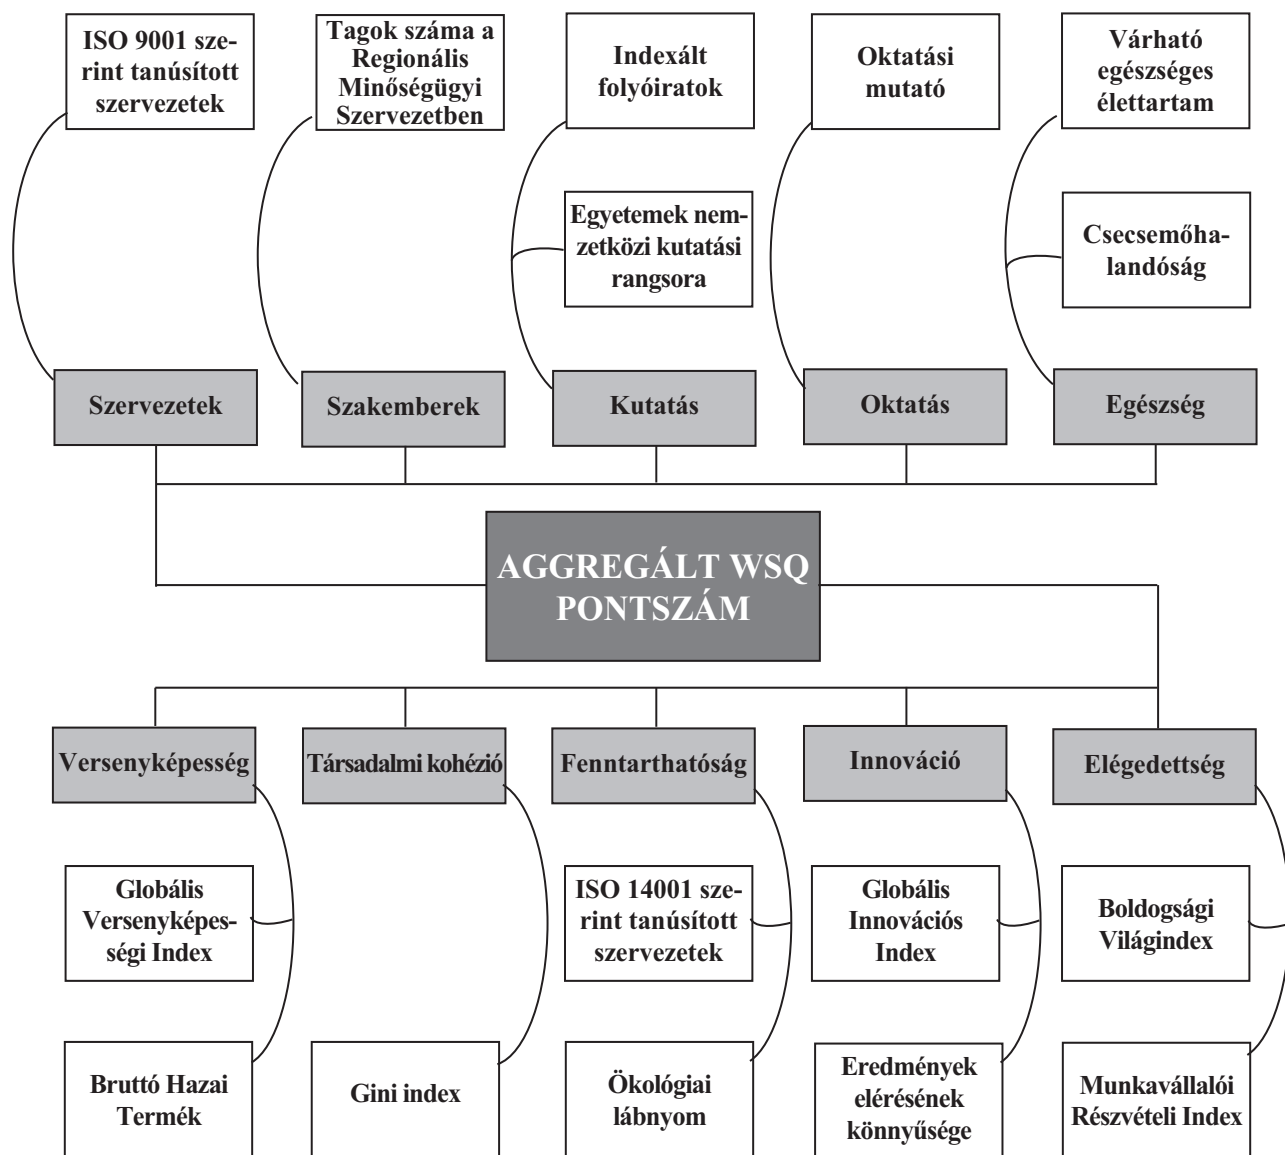 ISO 9001 sze-
rint tanúsított
szervezetek
Tagok száma a
Regionális
Minőségügyi
Szervezetben
Indexált
folyóiratok
Oktatási
mutató
Várható
egészséges
élettartam
Egyetemek nem-
zetközi kutatási
rangsora
Csecsemőha-
landóság
Szervezetek
Szakemberek
Kutatás
Oktatás
Egészség
AGGREGÁLT WSQ
PONTSZÁM
Versenyképesség
Társadalmi kohézió
Fenntarthatóság
Innováció
Elégedettség
Globális
Versenyképes-
ségi Index
ISO 14001 sze-
rint tanúsított
szervezetek
Globális
Innovációs
Index
Boldogsági
Világindex
Bruttó Hazai
Termék
Gini index
Ökológiai
lábnyom
Eredmények
elérésének
könnyűsége
Munkavállalói
Részvételi Index